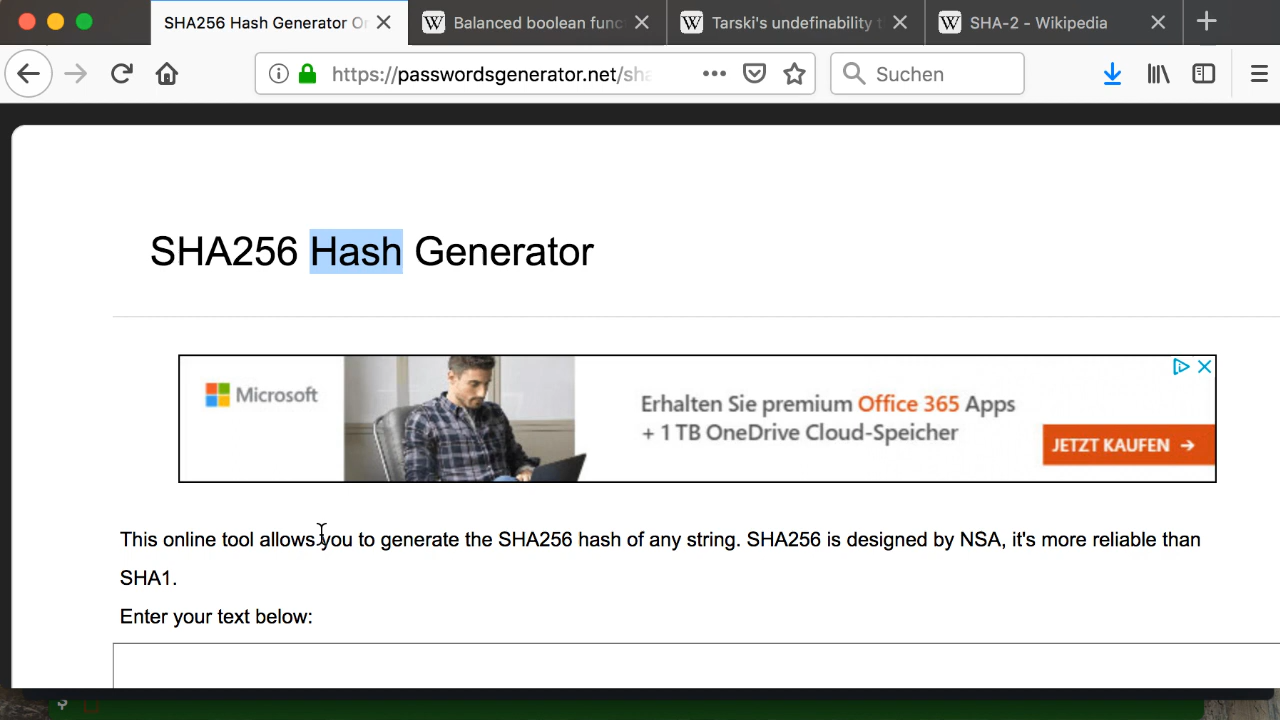 SHA256 Hash Generator O
Balanced boolean func
Tarski's undefinability t
SHA-2 - Wikipedia
https://passwordsgenerator.net/sha
Suchen
SHA256 Hash Generator
Microsoft
Erhalten Sie premium Office 365 Apps
+ 1 TB OneDrive Cloud-Speicher
JETZT KAUFEN →
This online tool allows you to generate the SHA256 hash of any string. SHA256 is designed by NSA, it's more reliable than
SHA1.
Enter your text below:
$